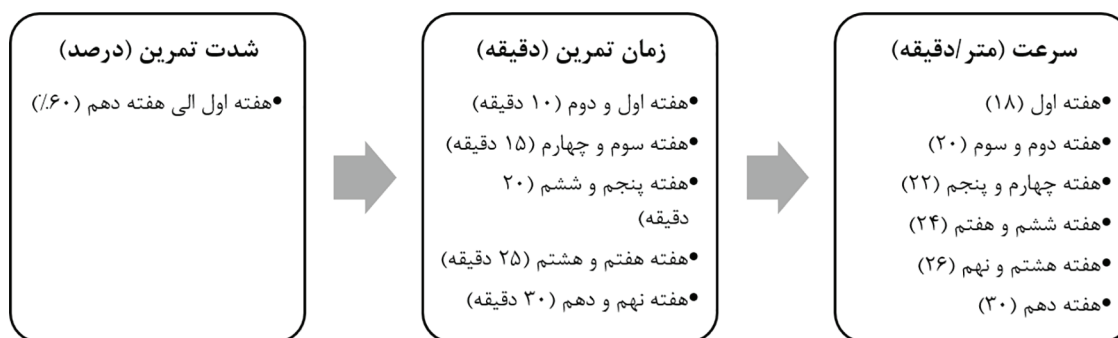 شدت تمرین (درصد)
•هفته اول الی هفته دهم (۶۰٪)
زمان تمرین (دقیقه)
•هفته اول و دوم (۱۰ دقیقه)
•هفته سوم و چهارم (۱۵ دقیقه)
•هفته پنجم و ششم (۲۰
دقیقه)
•هفته هفتم و هشتم (۲۵ دقیقه)
•هفته نهم و دهم (۳۰ دقیقه)
سرعت (متر/دقیقه)
•هفته اول (۱۸)
•هفته دوم و سوم (۲۰)
•هفته چهارم و پنجم (۲۲)
•هفته ششم و هفتم (۲۴)
•هفته هشتم و نهم (۲۶)
•هفته دهم (۳۰)